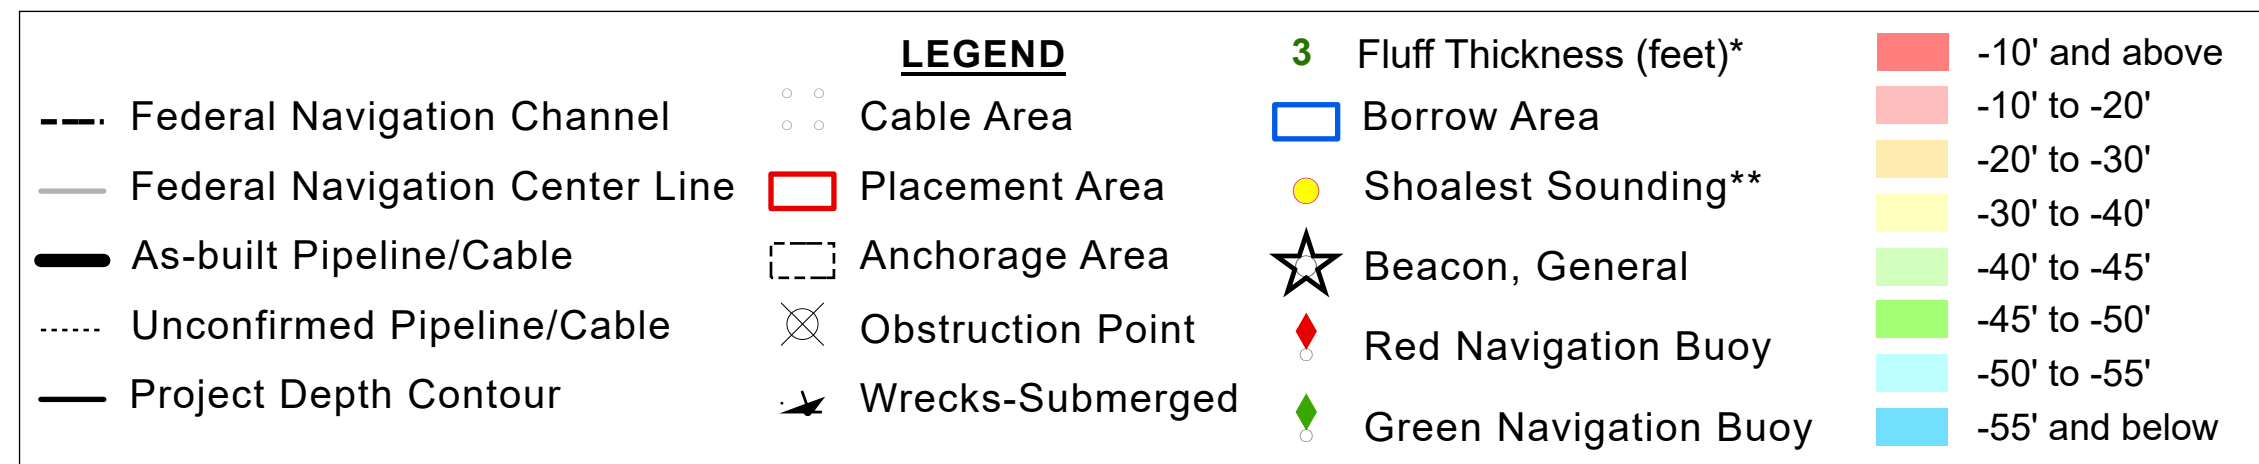 LEGEND
Federal Navigation Channel
Federal Navigation Center Line
As-built Pipeline/Cable
Unconfirmed Pipeline/Cable
Project Depth Contour
Cable Area
Placement Area
Anchorage Area
Obstruction Point
Wrecks-Submerged
3 Fluff Thickness (feet)*
Borrow Area
Shoalest Sounding**
Beacon, General
Red Navigation Buoy
Green Navigation Buoy
-10' and above
-10' to -20'
-20' to -30'
-30' to -40'
-40' to -45'
-45' to -50'
-50' to -55'
-55' and below